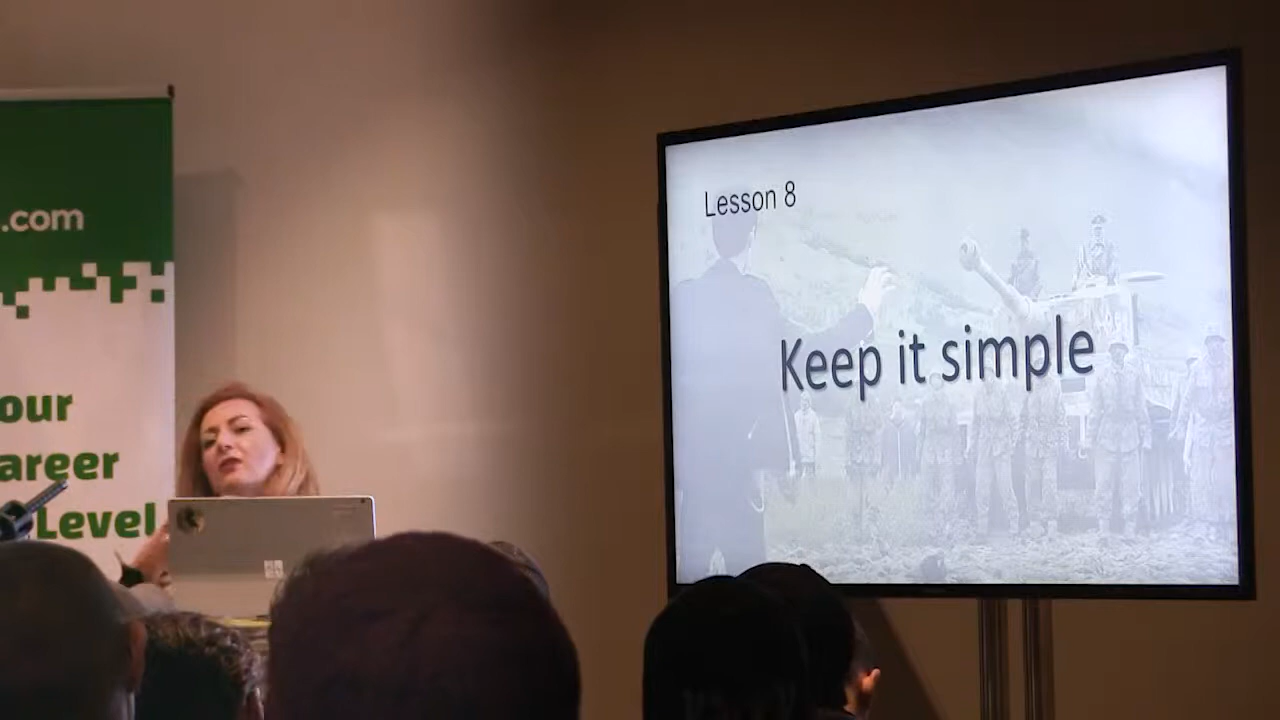 .com
our
areer
Level
Lesson 8
Keep it simple